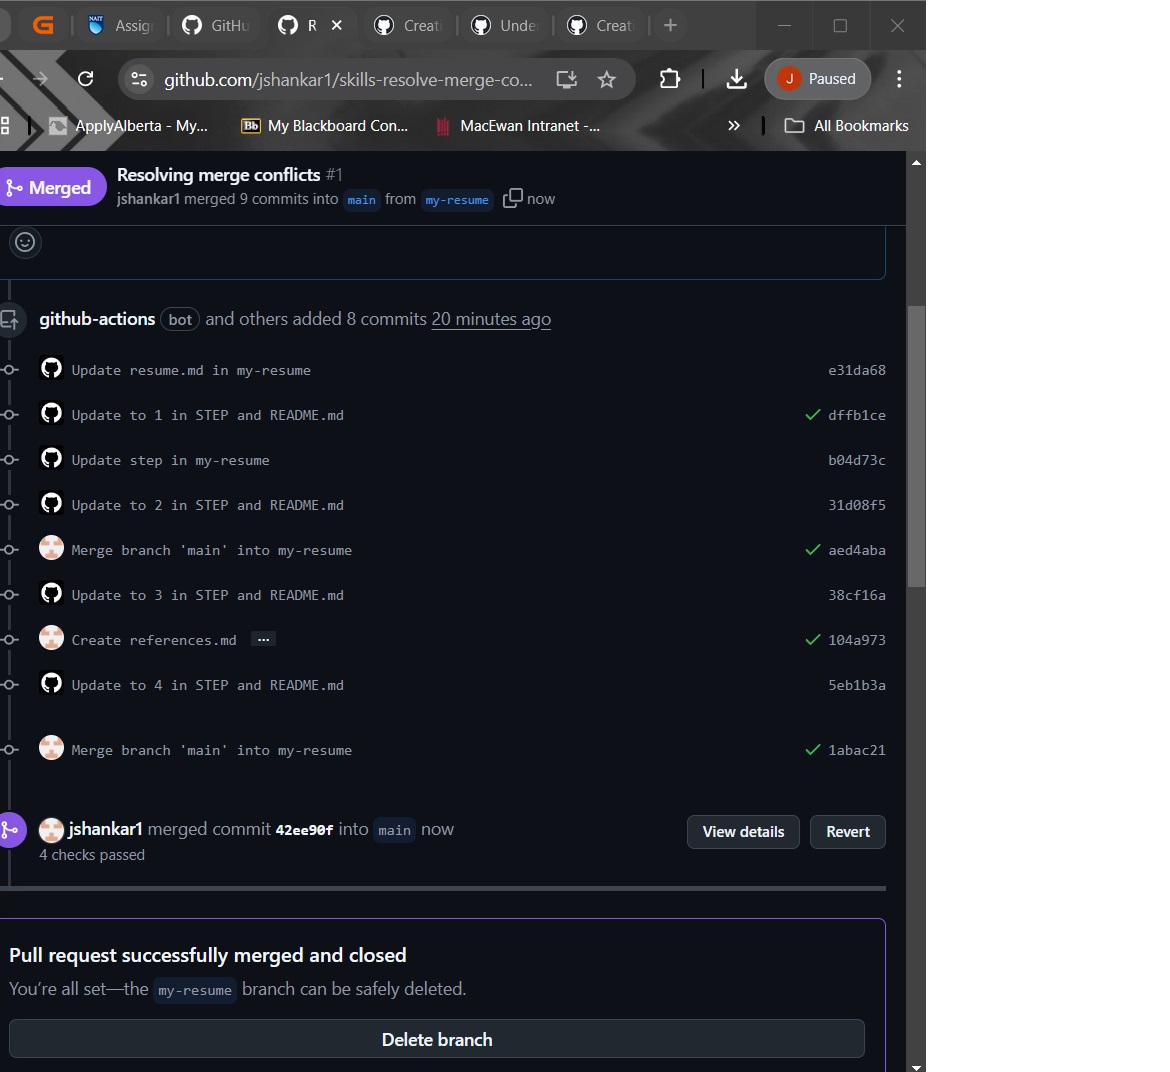 G
NAIT
Assig
GitHu
R
Creati
Unde
Creati
github.com/jshankar1/skills-resolve-merge-co...
J
Paused
ApplyAlberta - My...
Bb
My Blackboard Con...
MacEwan Intranet -...
All Bookmarks
Merged
Resolving merge conflicts #1
jshankar1 merged 9 commits into main from my-resume now
github-actions bot and others added 8 commits 20 minutes ago
Update resume.md in my-resume e31da68
Update to 1 in STEP and README.md dffb1ce
Update step in my-resume b04d73c
Update to 2 in STEP and README.md 31d08f5
Merge branch 'main' into my-resume aed4aba
Update to 3 in STEP and README.md 38cf16a
Create references.md ... 104a973
Update to 4 in STEP and README.md 5eb1b3a
Merge branch 'main' into my-resume 1abac21
jshankar1 merged commit 42ee90f into main now
View details
Revert
4 checks passed
Pull request successfully merged and closed
You're all set—the my-resume branch can be safely deleted.
Delete branch